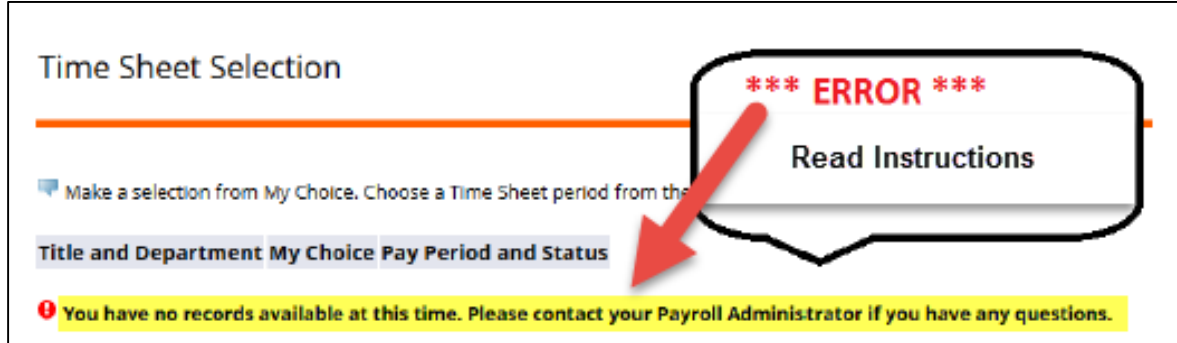 Time Sheet Selection
*** ERROR ***
Read Instructions
Make a selection from My Choice. Choose a Time Sheet period from the
Title and Department My Choice Pay Period and Status
You have no records available at this time. Please contact your Payroll Administrator if you have any questions.